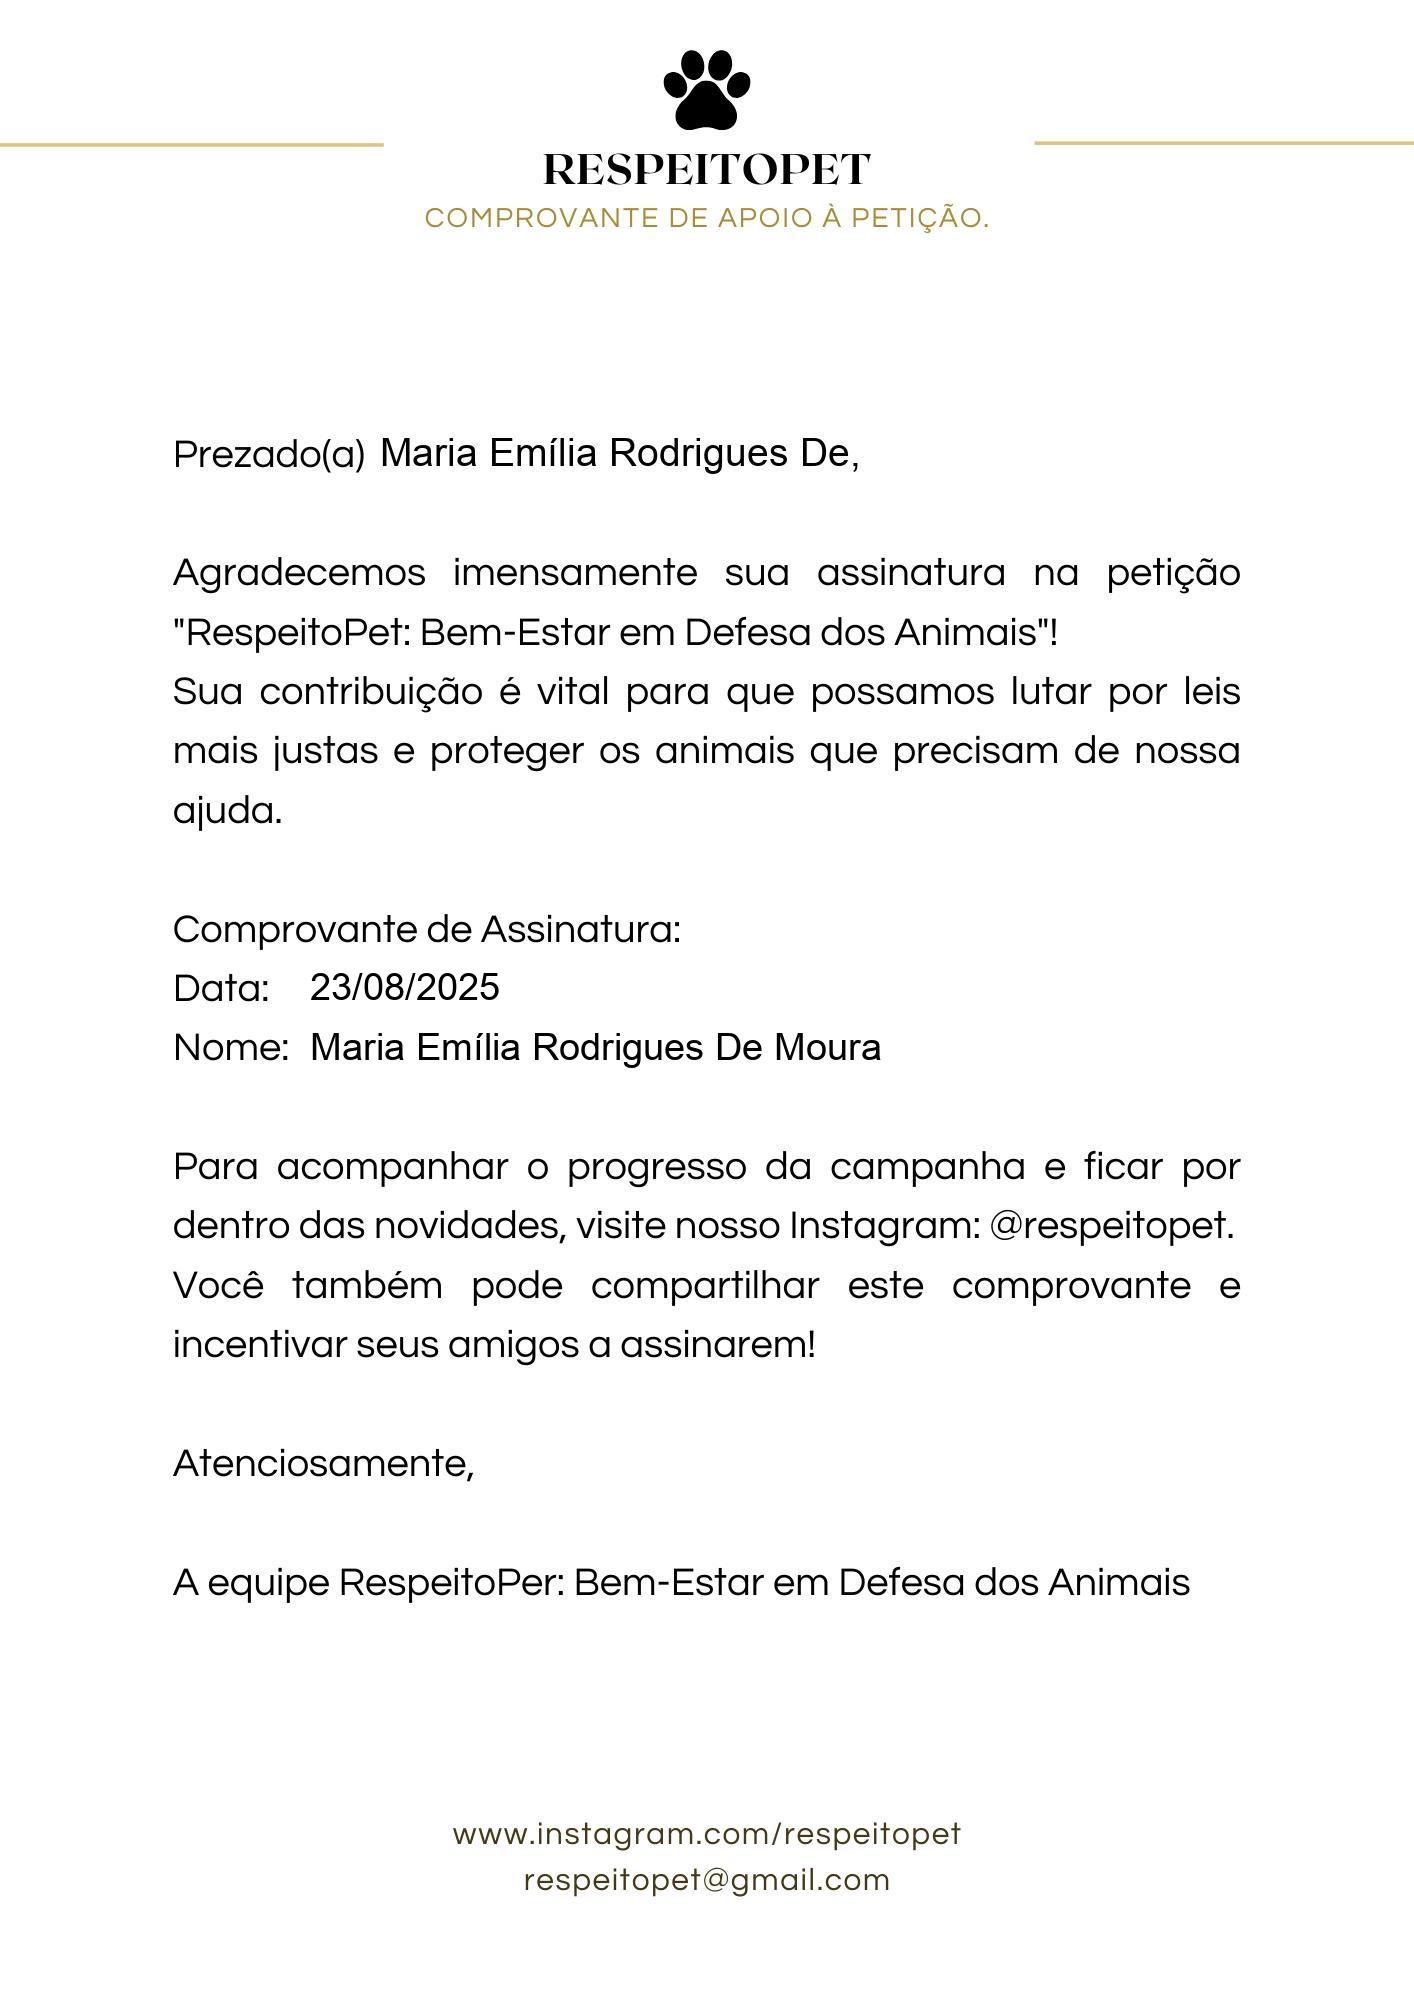 RESPEITOPET
COMPROVANTE DE APOIO À PETIÇÃO.
Prezado(a) Maria Emília Rodrigues De,
Agradecemos imensamente sua assinatura na petição
"RespeitoPet: Bem-Estar em Defesa dos Animais"!
Sua contribuição é vital para que possamos lutar por leis
mais justas e proteger os animais que precisam de nossa
ajuda.
Comprovante de Assinatura:
Data: 23/08/2025
Nome: Maria Emília Rodrigues De Moura
Para acompanhar o progresso da campanha e ficar por
dentro das novidades, visite nosso Instagram: @respeitopet.
Você também pode compartilhar este comprovante e
incentivar seus amigos a assinarem!
Atenciosamente,
A equipe RespeitoPer: Bem-Estar em Defesa dos Animais
www.instagram.com/respeitopet
respeitopet@gmail.com